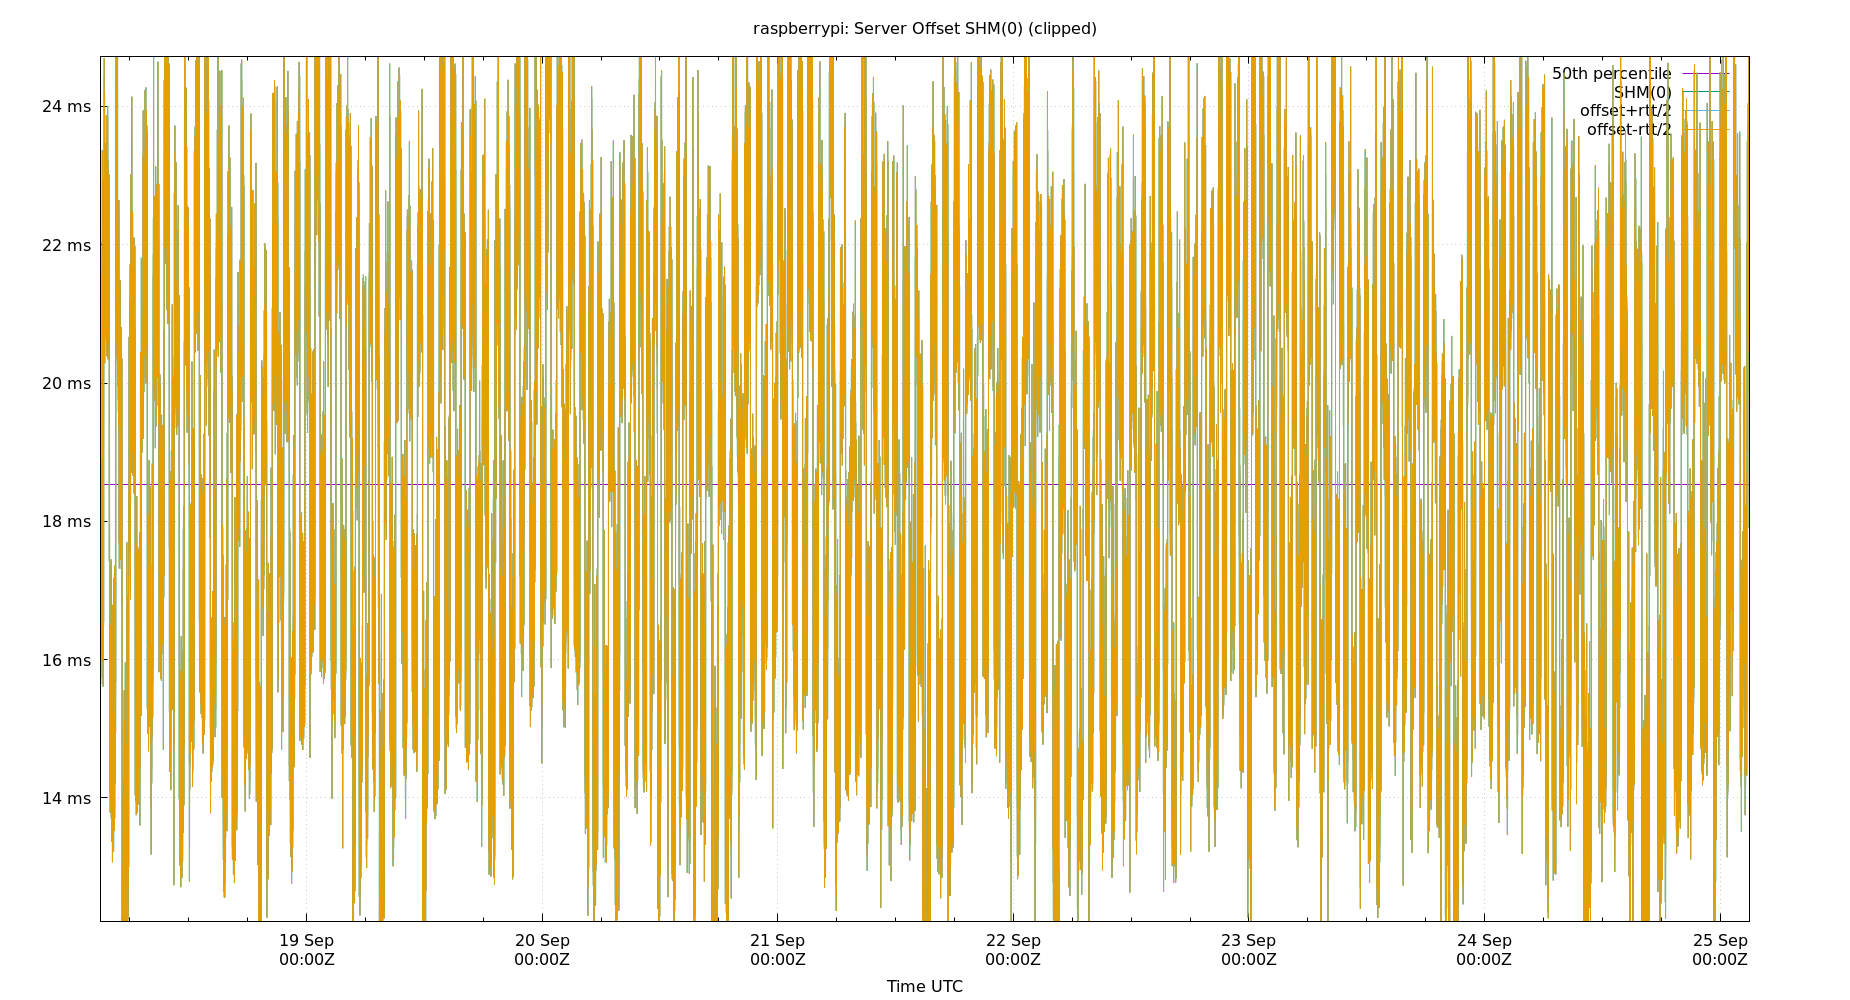 raspberrypi: Server Offset SHM(0) (clipped)
50th percentile
SHM(0)
offset+rtt/2
offset-rtt/2
24 ms
22 ms
20 ms
18 ms
16 ms
14 ms
19 Sep 20 Sep 21 Sep 22 Sep 23 Sep 24 Sep 25 Sep
00:00Z 00:00Z 00:00Z 00:00Z 00:00Z 00:00Z 00:00Z
Time UTC